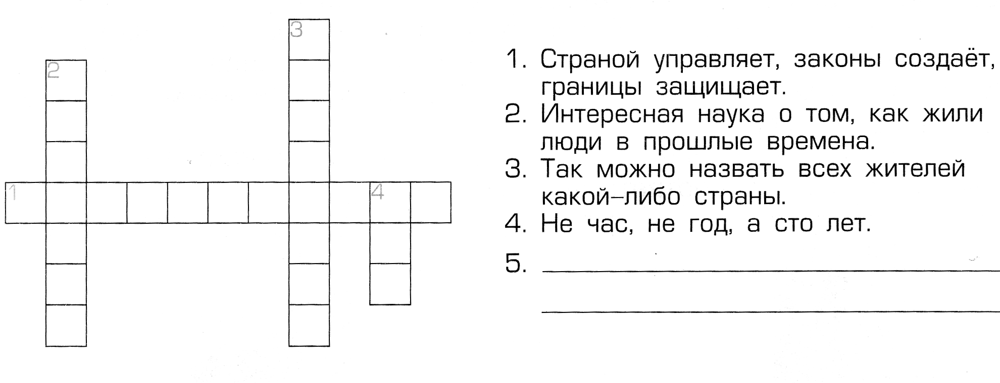 3
2
1
4
1. Страной управляет, законы создаёт,
границы защищает.
2. Интересная наука о том, как жили
люди в прошлые времена.
3. Так можно назвать всех жителей
какой–либо страны.
4. Не час, не год, а сто лет.
5.